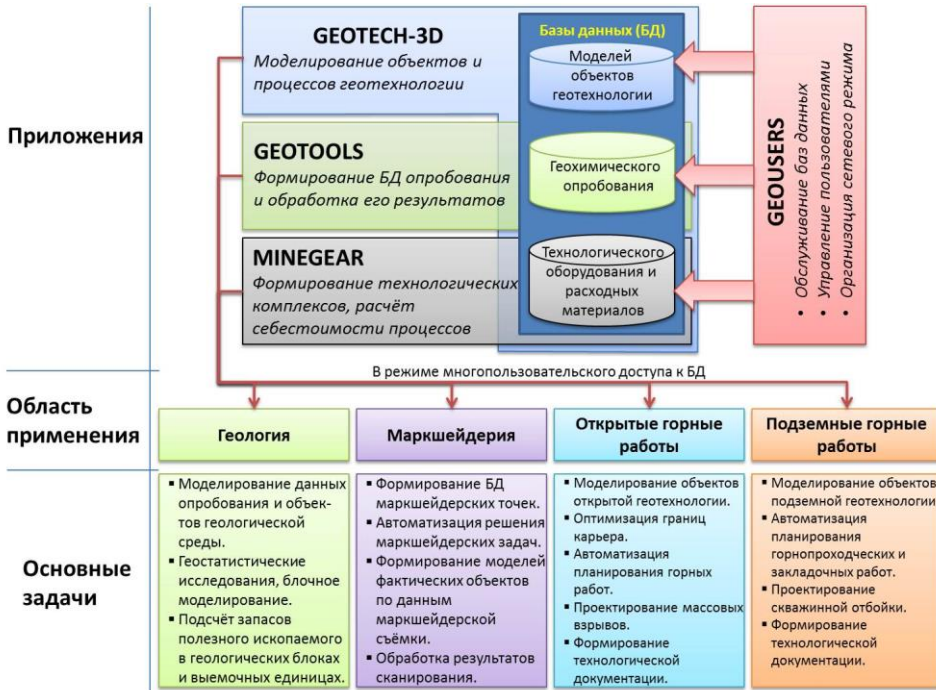 Приложения
GEOTECH-3D
Моделирование объектов и
процессов геотехнологии
GEOTOOLS
Формирование БД опробования
и обработка его результатов
MINEGEAR
Формирование технологических
комплексов, расчёт
себестоимости процессов
Базы данных (БД)
Моделей
объектов
геотехнологии
Геохимического
опробования
Технологического
оборудования и
расходных
материалов
GEOUSERS
• Обслуживание баз данных
• Управление пользователями
• Организация сетевого режима
В режиме многопользовательского доступа к БД
Область
применения
Геология
Маркшейдерия
Открытые горные
работы
Подземные горные
работы
Основные
задачи
▪ Моделирование данных
опробования и объек-
тов геологической
среды.
▪ Геостатистические
исследования, блочное
моделирование.
▪ Подсчёт запасов
полезного ископаемого
в геологических блоках
и выемочных единицах.
▪ Формирование БД
маркшейдерских точек.
▪ Автоматизация решения
маркшейдерских задач.
▪ Формирование моделей
фактических объектов
по данным
маркшейдерской
съёмки.
▪ Обработка результатов
сканирования.
▪ Моделирование объектов
открытой геотехнологии.
▪ Оптимизация границ
карьера.
▪ Автоматизация
планирования горных
работ.
▪ Проектирование массовых
взрывов.
▪ Формирование
технологической
документации.
▪ Моделирование объектов
подземной геотехнологии
▪ Автоматизация
планирования
горнопроходческих и
закладочных работ.
▪ Проектирование
скважинной отбойки.
▪ Формирование
технологической
документации.